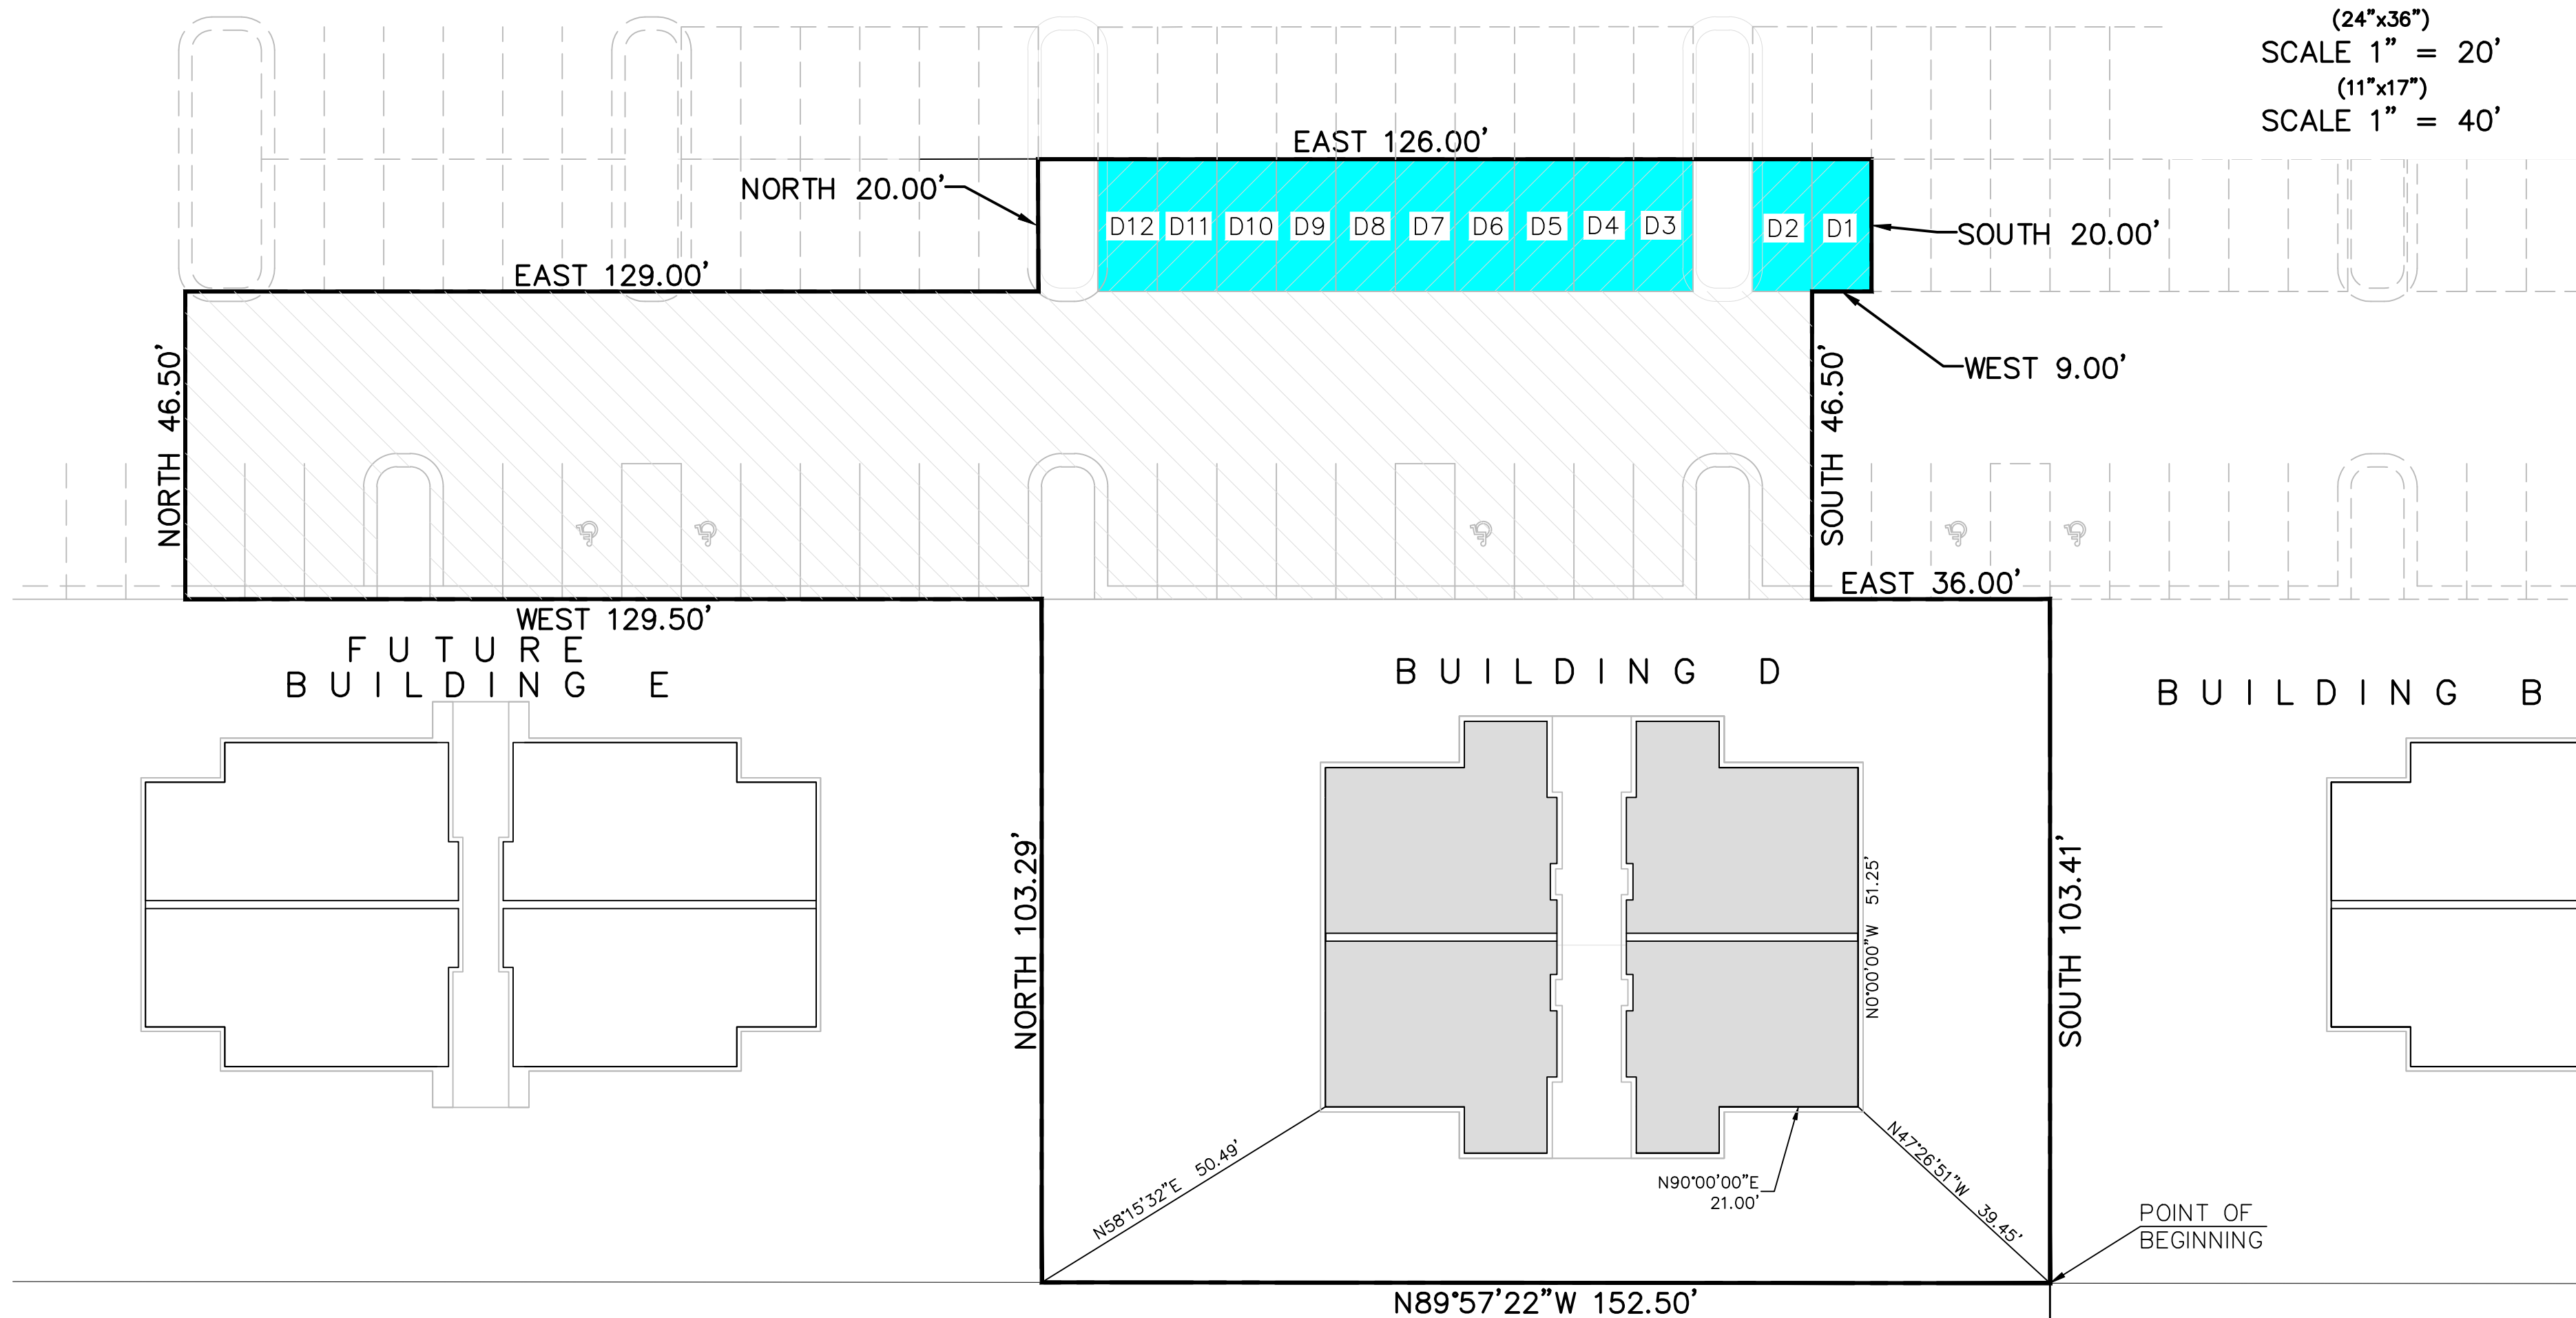 (24"x36")
SCALE 1" = 20'
(11"x17")
SCALE 1" = 40'
EAST 126.00'
NORTH 20.00'
D12 D11 D10 D9 D8 D7 D6 D5 D4 D3 D2 D1
SOUTH 20.00'
EAST 129.00'
WEST 9.00'
NORTH 46.50'
SOUTH 46.50'
EAST 36.00'
WEST 129.50'
FUTURE
BUILDING E
BUILDING D
BUILDING B
NORTH 103.29'
N0°00'00"W 51.25'
SOUTH 103.41'
N58°15'32"E 50.49'
N90°00'00"E
21.00'
N47°26'51"W 39.45'
POINT OF
BEGINNING
N89°57'22"W 152.50'